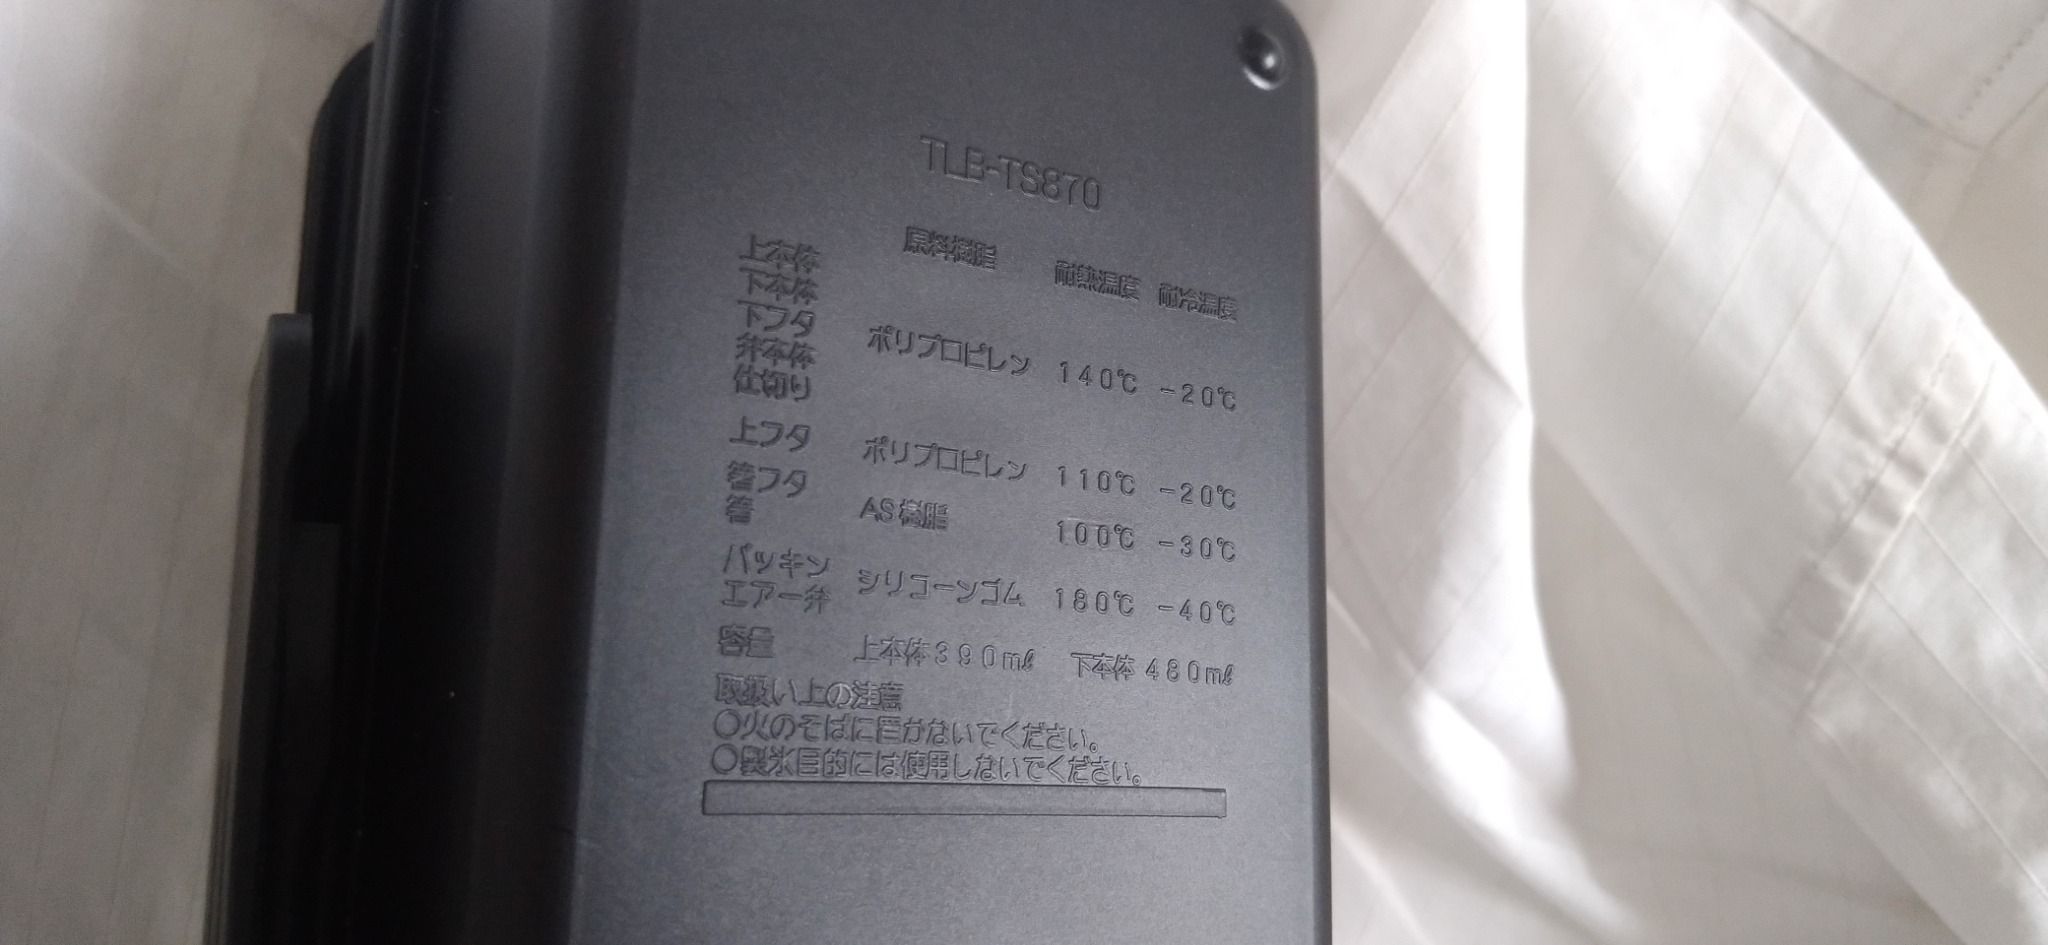 TLB-TS870
原料樹脂 耐熱温度 耐冷温度
上本体
下本体
下フタ
弁本体
仕切り
ポリプロピレン 140℃ -20℃
上フタ ポリプロピレン 110℃ -20℃
箸フタ
箸
AS樹脂 100℃ -30℃
パッキン
エアー弁
シリコーンゴム 180℃ -40℃
容量 上本体390mℓ 下本体480mℓ
取扱い上の注意
○火のそばに置かないでください。
○製氷目的には使用しないでください。